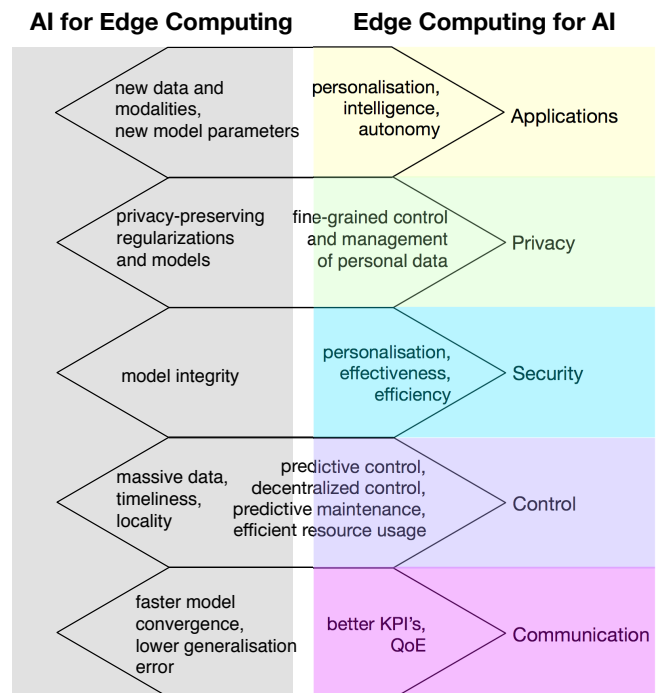 AI for Edge Computing
Edge Computing for AI
new data and
modalities,
new model parameters
personalisation,
intelligence,
autonomy
Applications
privacy-preserving
regularizations
and models
fine-grained control
and management
of personal data
Privacy
model integrity
personalisation,
effectiveness,
efficiency
Security
massive data,
timeliness,
locality
predictive control,
decentralized control,
predictive maintenance,
efficient resource usage
Control
faster model
convergence,
lower generalisation
error
better KPI's,
QoE
Communication